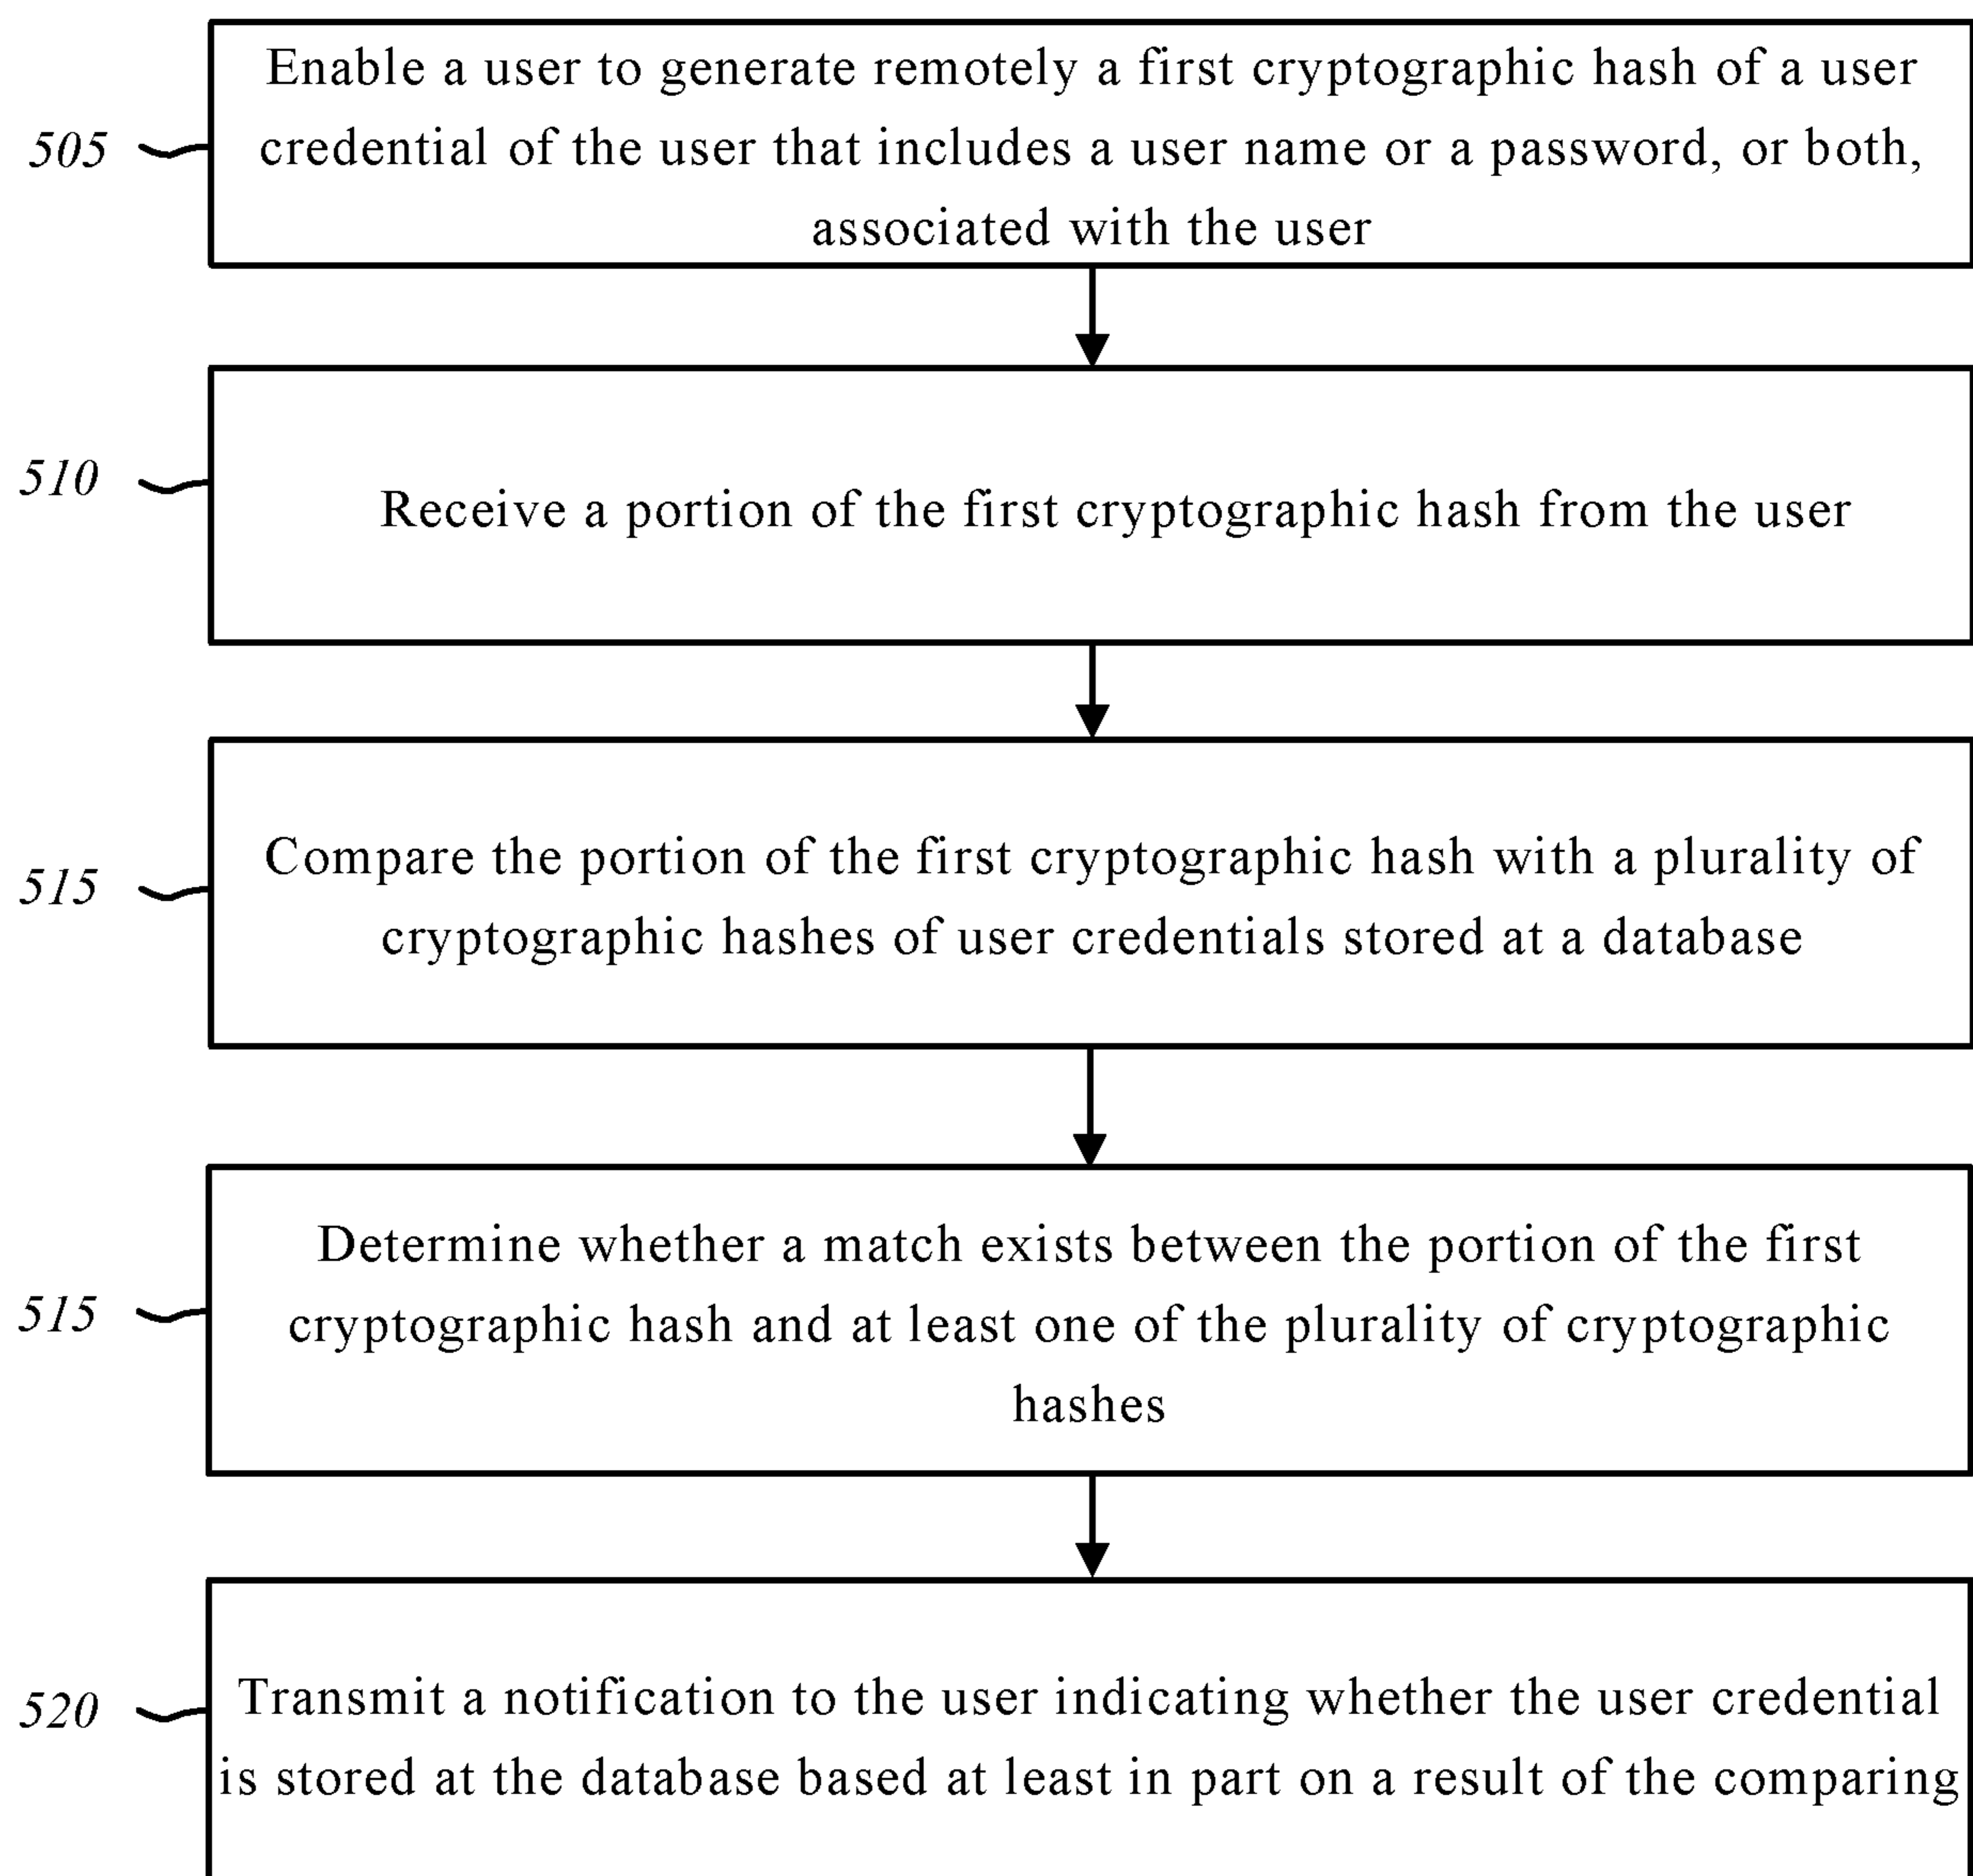 Enable a user to generate remotely a first cryptographic hash of a user
505
credential of the user that includes a user name or a password, or both,
associated with the user
510
Receive a portion of the first cryptographic hash from the user
Compare the portion of the first cryptographic hash with a plurality of
515
cryptographic hashes of user credentials stored at a database
Determine whether a match exists between the portion of the first
515
cryptographic hash and at least one of the plurality of cryptographic
hashes
520
Transmit a notification to the user indicating whether the user credential
is stored at the database based at least in part on a result of the comparing